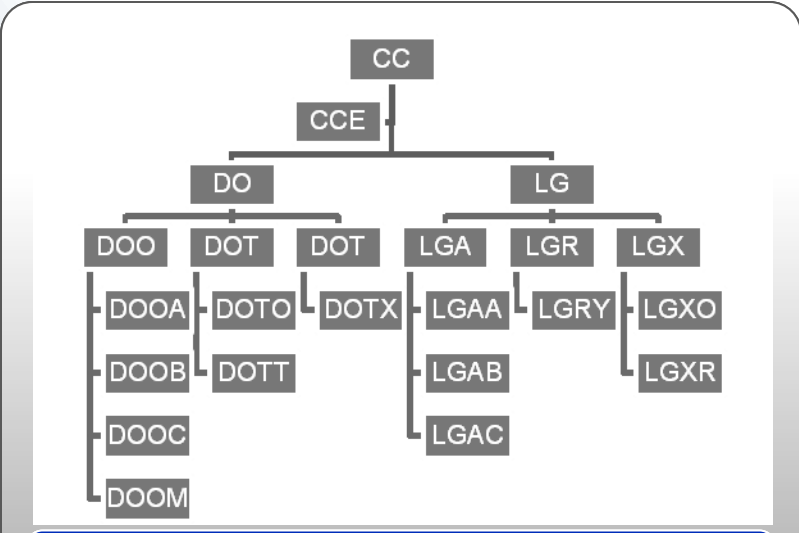 CC
CCE
DO LG
DOO DOT DOT LGA LGR LGX
DOOA DOTO DOTX LGAA LGRY LGXO
DOOB DOTT LGAB LGXR
DOOC LGAC
DOOM